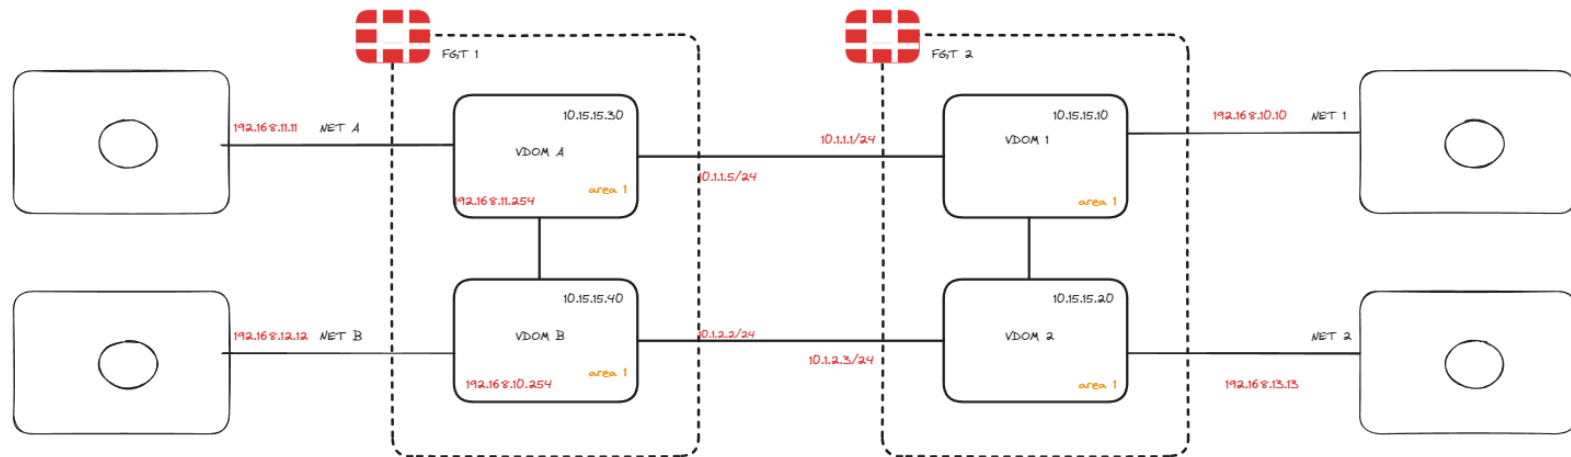 FGT 1
FGT 2
192.168.11.11 NET A
10.15.15.30
VDOM A
area 1
192.168.11.254
10.1.1.1/24
10.1.1.5/24
10.15.15.10
VDOM 1
area 1
192.168.10.10 NET 1
192.168.12.12 NET B
10.15.15.40
VDOM B
area 1
192.168.10.254
10.1.2.2/24
10.1.2.3/24
10.15.15.20
VDOM 2
area 1
NET 2
192.168.13.13